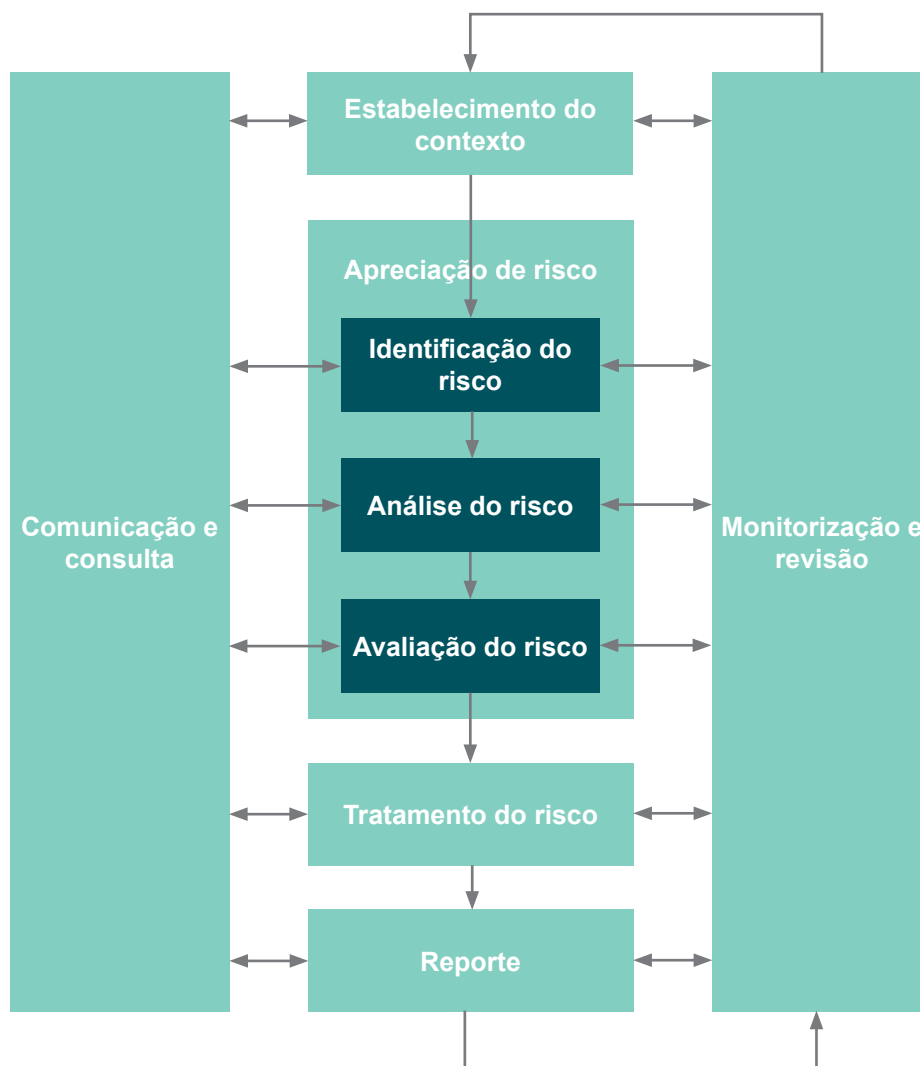 Estabelecimento do
contexto
Apreciação de risco
Identificação do
risco
Análise do risco
Comunicação e
consulta
Monitorização e
revisão
Avaliação do risco
Tratamento do risco
Reporte